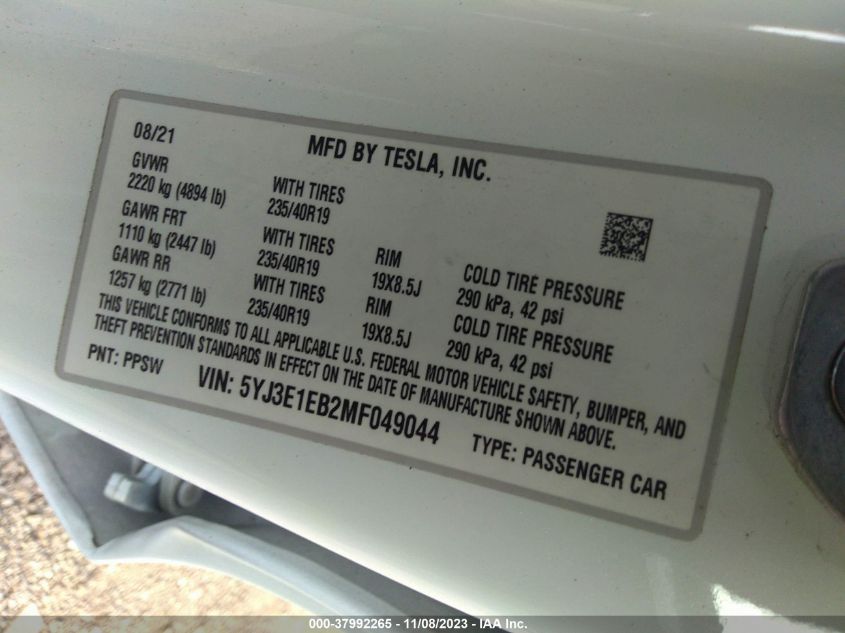 08/21
MFD BY TESLA, INC.
GVWR
2220 kg (4894 lb)
WITH TIRES
235/40R19
GAWR FRT
1110 kg (2447 lb)
WITH TIRES
235/40R19
RIM
19X8.5J
COLD TIRE PRESSURE
290 kPa, 42 psi
GAWR RR
1257 kg (2771 lb)
WITH TIRES
235/40R19
RIM
19X8.5J
COLD TIRE PRESSURE
290 kPa, 42 psi
THIS VEHICLE CONFORMS TO ALL APPLICABLE U.S. FEDERAL MOTOR VEHICLE SAFETY, BUMPER, AND
THEFT PREVENTION STANDARDS IN EFFECT ON THE DATE OF MANUFACTURE SHOWN ABOVE.
PNT: PPSW
VIN: 5YJ3E1EB2MF049044
TYPE: PASSENGER CAR
000-37992265 - 11/08/2023 - IAA Inc.